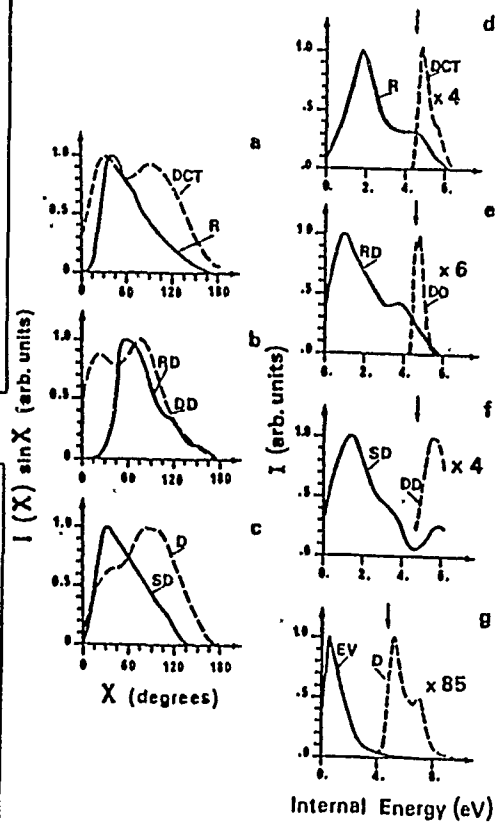 a
1.0
0.5
0
DCT
R
0
60
120
180
b
1.0
0.5
0
RD
DD
0
60
120
180
c
1.0
0.5
0
D
SD
0
60
120
180
I (X) sinX (arb. units)
X (degrees)
d
1.0
.5
.0
R
DCT
x 4
0.
2.
4.
6.
e
1.0
.5
.0
RD
DD
x 6
0.
2.
4.
6.
f
1.0
.5
.0
SD
DD
x 4
0.
2.
4.
6.
g
1.0
.5
.0
EV
D
x 85
0.
4.
6.
I (arb. units)
Internal Energy (eV)